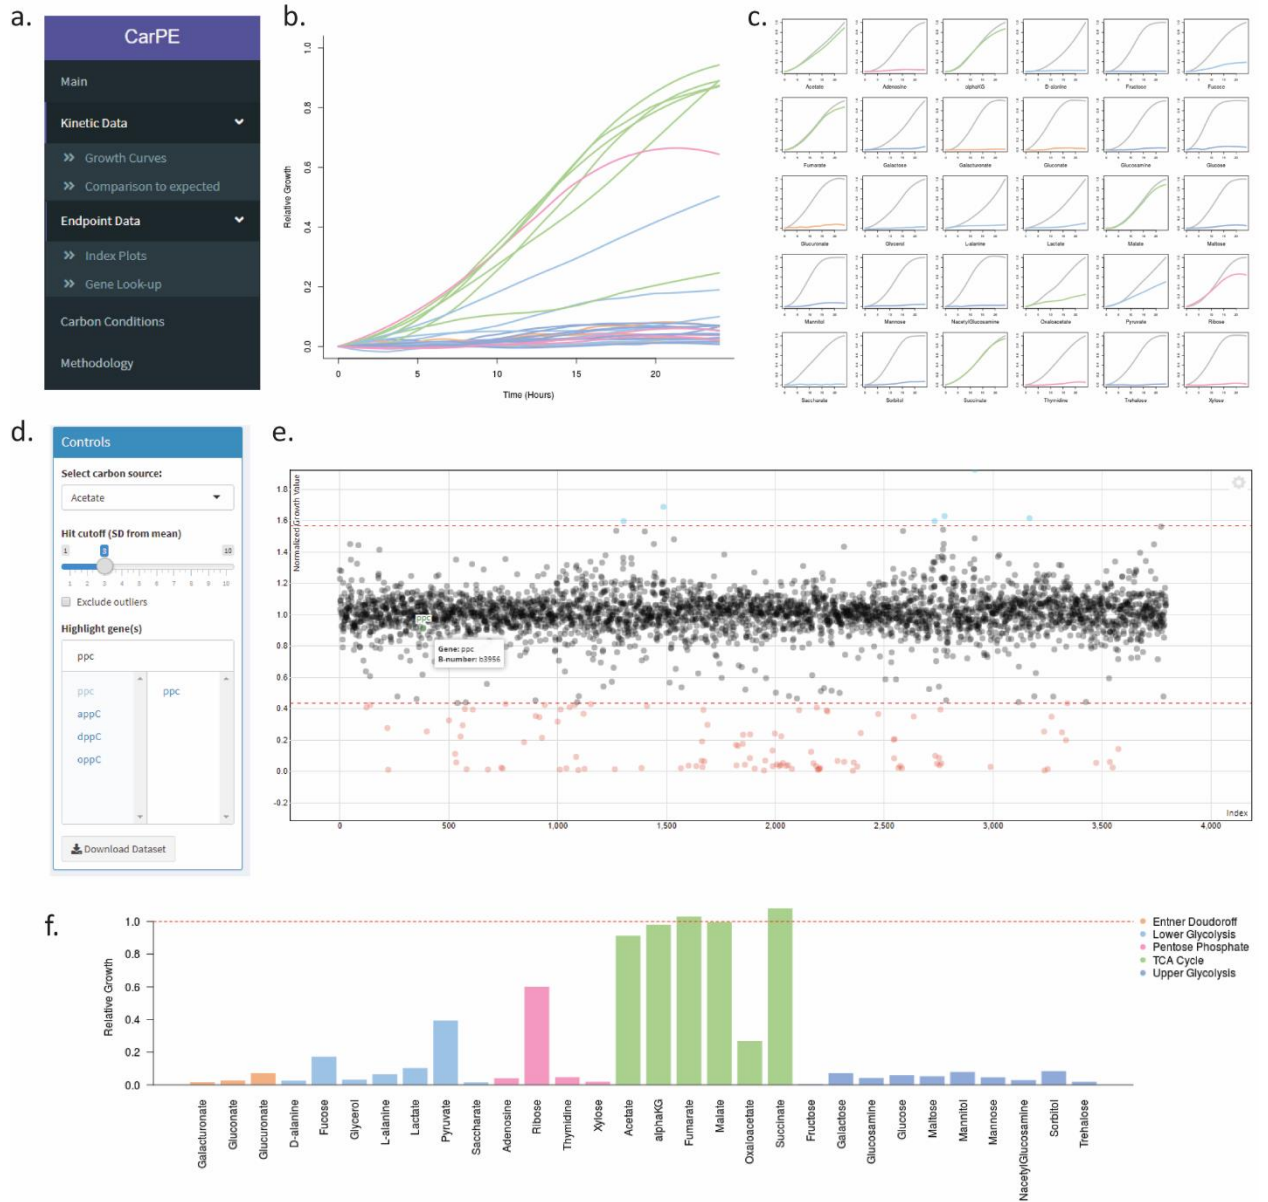 a.
CarPE
Main
Kinetic Data
Growth Curves
Comparison to expected
Endpoint Data
Index Plots
Gene Look-up
Carbon Conditions
Methodology
b.
Relative Growth
1.0
0.8
0.6
0.4
0.2
0.0
0 5 10 15 20
Time (Hours)
c.
Acetate Adenosine alphaKG D-alanine Fructose Fucose
Fumarate Galactose Galacturonate Gluconate Glucosamine Glucose
Glucuronate Glycerol L-alanine Lactate Malate Maltose
Mannitol Mannose NacetylGlucosamine Oxaloacetate Pyruvate Ribose
Saccharate Sorbitol Succinate Thymidine Trehalose Xylose
d.
Controls
Select carbon source:
Acetate
Hit cutoff (SD from mean)
1 3 10
1 2 3 4 5 6 7 8 9 10
Exclude outliers
Highlight gene(s)
ppc
ppc ppc
appC
dppC
oppC
Download Dataset
e.
Normalized Growth Value
1.8
1.6
1.4
1.2
1.0
0.8
0.6
0.4
0.2
0.0
-0.2
ppc
Gene: ppc
B-number: b3956
Index
0 500 1,000 1,500 2,000 2,500 3,000 3,500 4,000
f.
Relative Growth
1.0
0.8
0.6
0.4
0.2
0.0
Entner Doudoroff
Lower Glycolysis
Pentose Phosphate
TCA Cycle
Upper Glycolysis
Galacturonate
Gluconate
Glucuronate
D-alanine
Fucose
Glycerol
L-alanine
Lactate
Pyruvate
Saccharate
Adenosine
Ribose
Thymidine
Xylose
Acetate
alphaKG
Fumarate
Malate
Oxaloacetate
Succinate
Fructose
Galactose
Glucosamine
Glucose
Maltose
Mannitol
Mannose
NacetylGlucosamine
Sorbitol
Trehalose